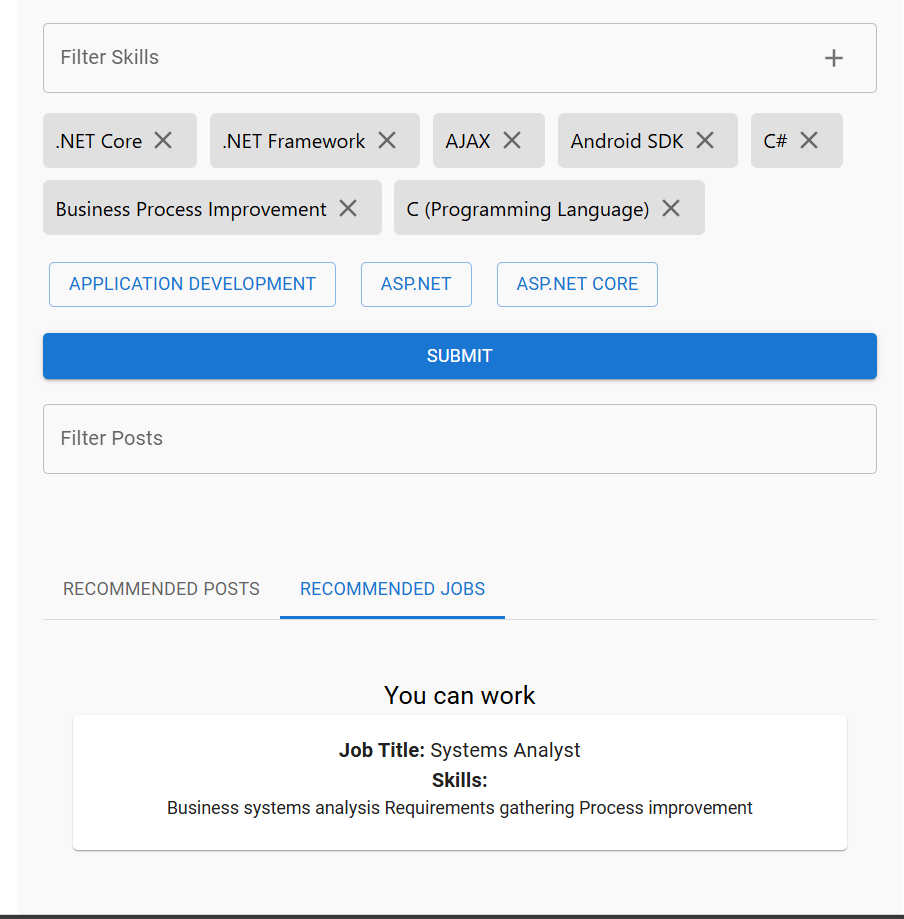 Filter Skills
.NET Core .NET Framework AJAX Android SDK C#
Business Process Improvement C (Programming Language)
APPLICATION DEVELOPMENT ASP.NET ASP.NET CORE
SUBMIT
Filter Posts
RECOMMENDED POSTS RECOMMENDED JOBS
You can work
Job Title: Systems Analyst
Skills:
Business systems analysis Requirements gathering Process improvement